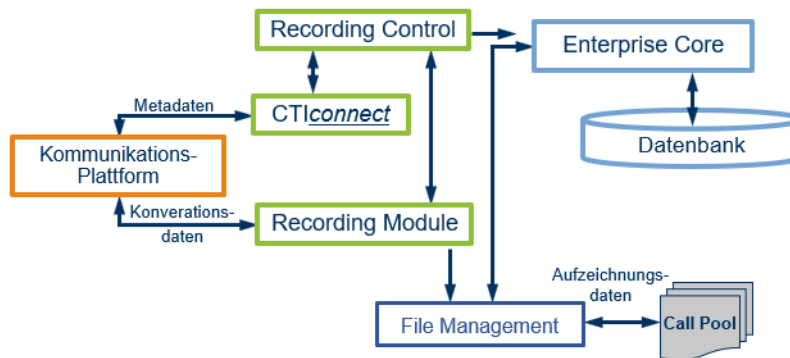 Recording Control
Enterprise Core
Metadaten
CTIconnect
Datenbank
Kommunikations-
Plattform
Konverations-
daten
Recording Module
Aufzeichnungs-
daten
File Management
Call Pool